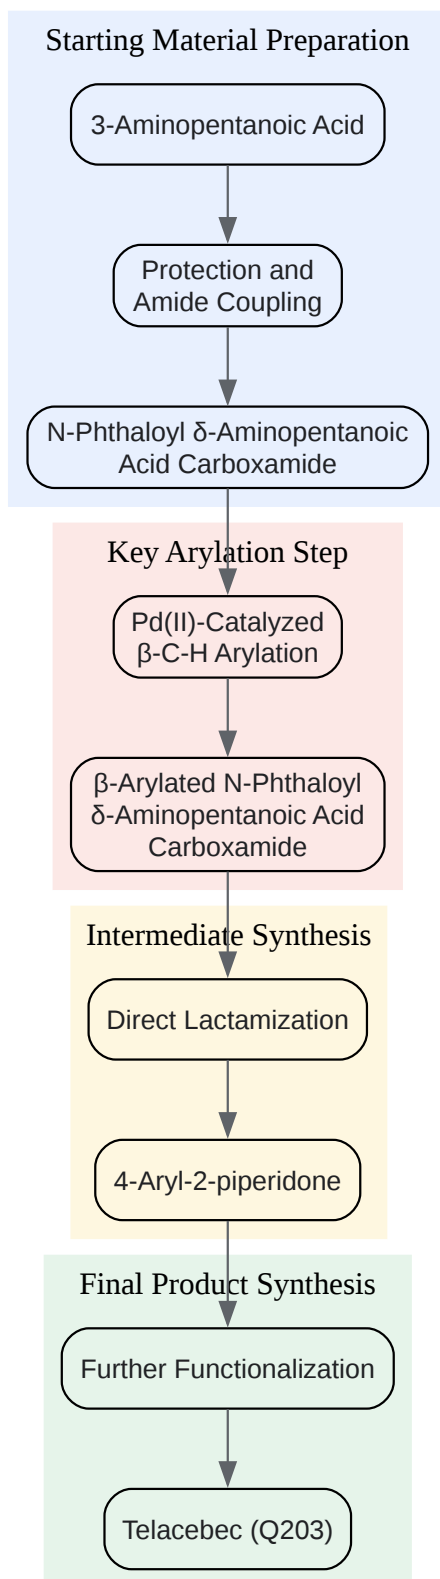 Starting Material Preparation
3-Aminopentanoic Acid
Protection and
Amide Coupling
N-Phthaloyl δ-Aminopentanoic
Acid Carboxamide
Key Arylation Step
Pd(II)-Catalyzed
β-C-H Arylation
β-Arylated N-Phthaloyl
δ-Aminopentanoic Acid
Carboxamide
Intermediate Synthesis
Direct Lactamization
4-Aryl-2-piperidone
Final Product Synthesis
Further Functionalization
Telacebec (Q203)